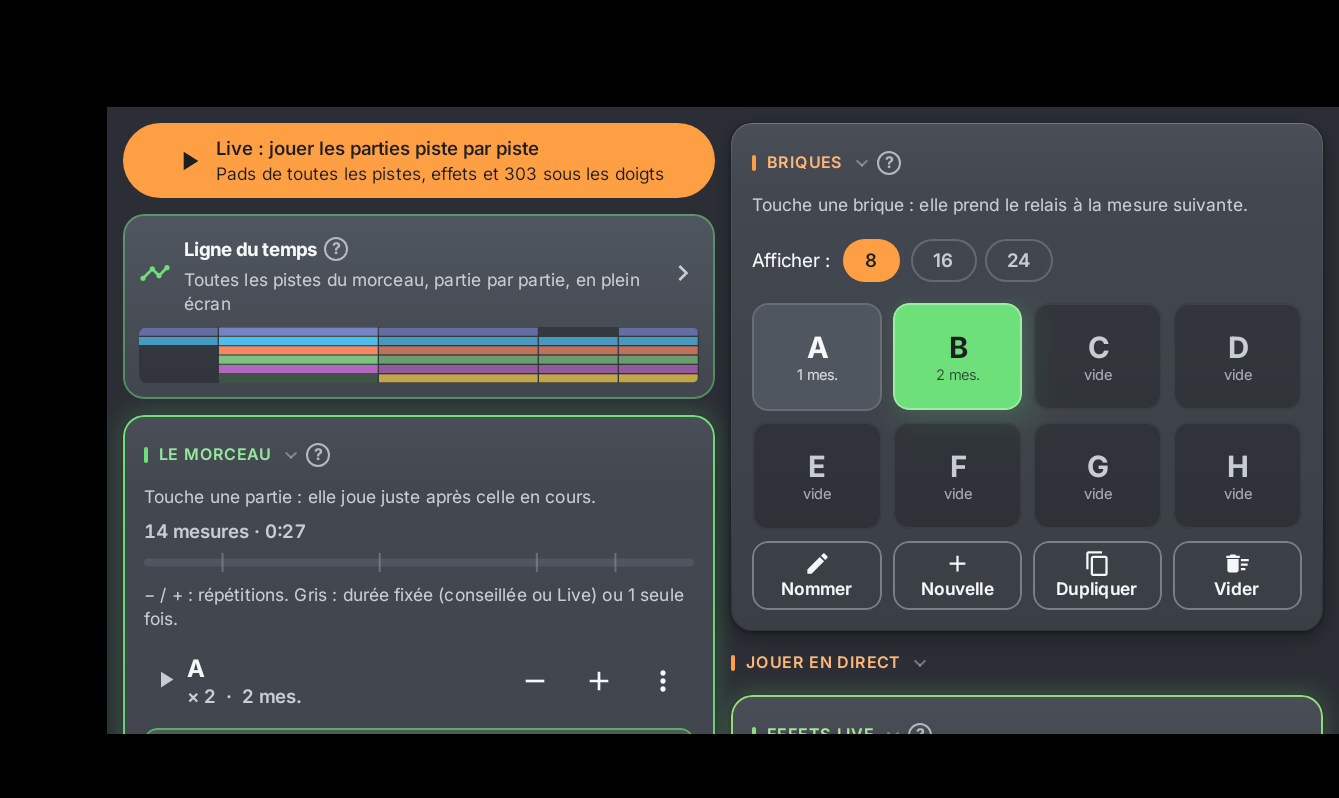 Live : jouer les parties piste par piste
Pads de toutes les pistes, effets et 303 sous les doigts
Ligne du temps ?
Toutes les pistes du morceau, partie par partie, en plein
écran
LE MORCEAU ?
Touche une partie : elle joue juste après celle en cours.
14 mesures · 0:27
− / + : répétitions. Gris : durée fixée (conseillée ou Live) ou 1 seule
fois.
A
× 2 · 2 mes.
BRIQUES ?
Touche une brique : elle prend le relais à la mesure suivante.
Afficher : 8 16 24
A B C D
1 mes. 2 mes. vide vide
E F G H
vide vide vide vide
Nommer Nouvelle Dupliquer Vider
JOUER EN DIRECT
EFFETS LIVE ?